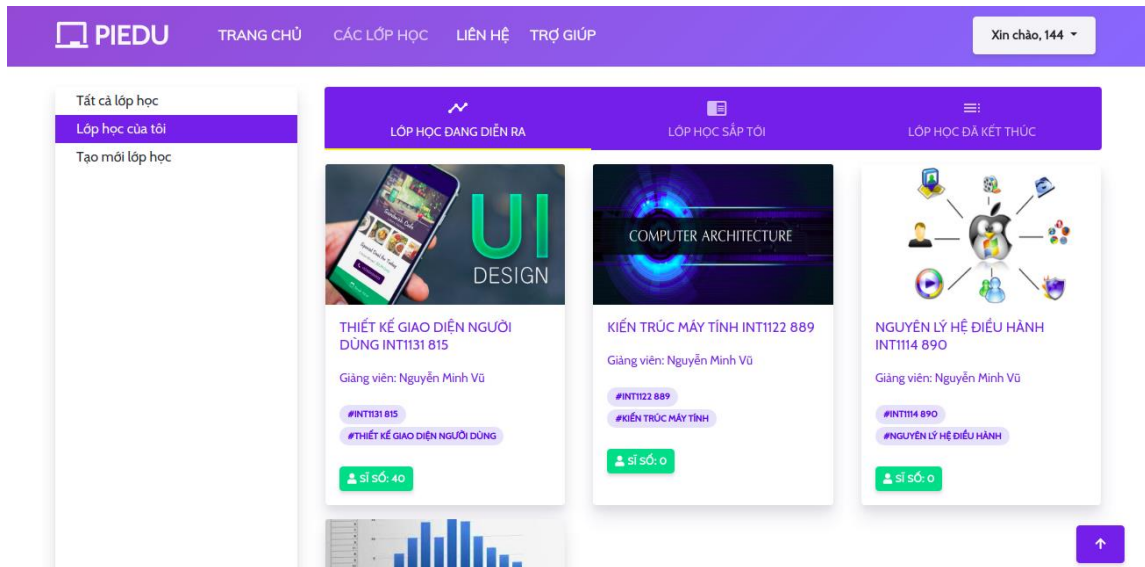 PIEDU
TRANG CHỦ
CÁC LỚP HỌC
LIÊN HỆ
TRỢ GIÚP
Xin chào, 144
Tất cả lớp học
Lớp học của tôi
Tạo mới lớp học
LỚP HỌC ĐANG DIỄN RA
LỚP HỌC SẮP TỚI
LỚP HỌC ĐÃ KẾT THÚC
UI
DESIGN
THIẾT KẾ GIAO DIỆN NGƯỜI
DÙNG INT1131 815
Giảng viên: Nguyễn Minh Vũ
#INT1131 815
#THIẾT KẾ GIAO DIỆN NGƯỜI DÙNG
SĨ SỐ: 40
COMPUTER ARCHITECTURE
KIẾN TRÚC MÁY TÍNH INT1122 889
Giảng viên: Nguyễn Minh Vũ
#INT1122 889
#KIẾN TRÚC MÁY TÍNH
SĨ SỐ: 0
NGUYÊN LÝ HỆ ĐIỀU HÀNH
INT1114 890
Giảng viên: Nguyễn Minh Vũ
#INT1114 890
#NGUYÊN LÝ HỆ ĐIỀU HÀNH
SĨ SỐ: 0